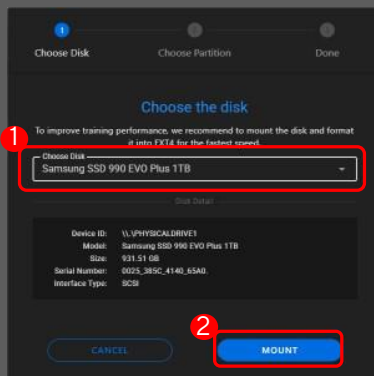 1 2 3
Choose Disk Choose Partition Done
Choose the disk
1
To improve training performance, we recommend to mount the disk and format
it into EXT4 for the fastest speed.
Choose Disk
Samsung SSD 990 EVO Plus 1TB
Disk Detail
Device ID: \\.\PHYSICALDRIVE1
Model: Samsung SSD 990 EVO Plus 1TB
Size: 931.51 GB
Serial Number: 0025_385C_4140_65A0.
Interface Type: SCSI
2
CANCEL MOUNT